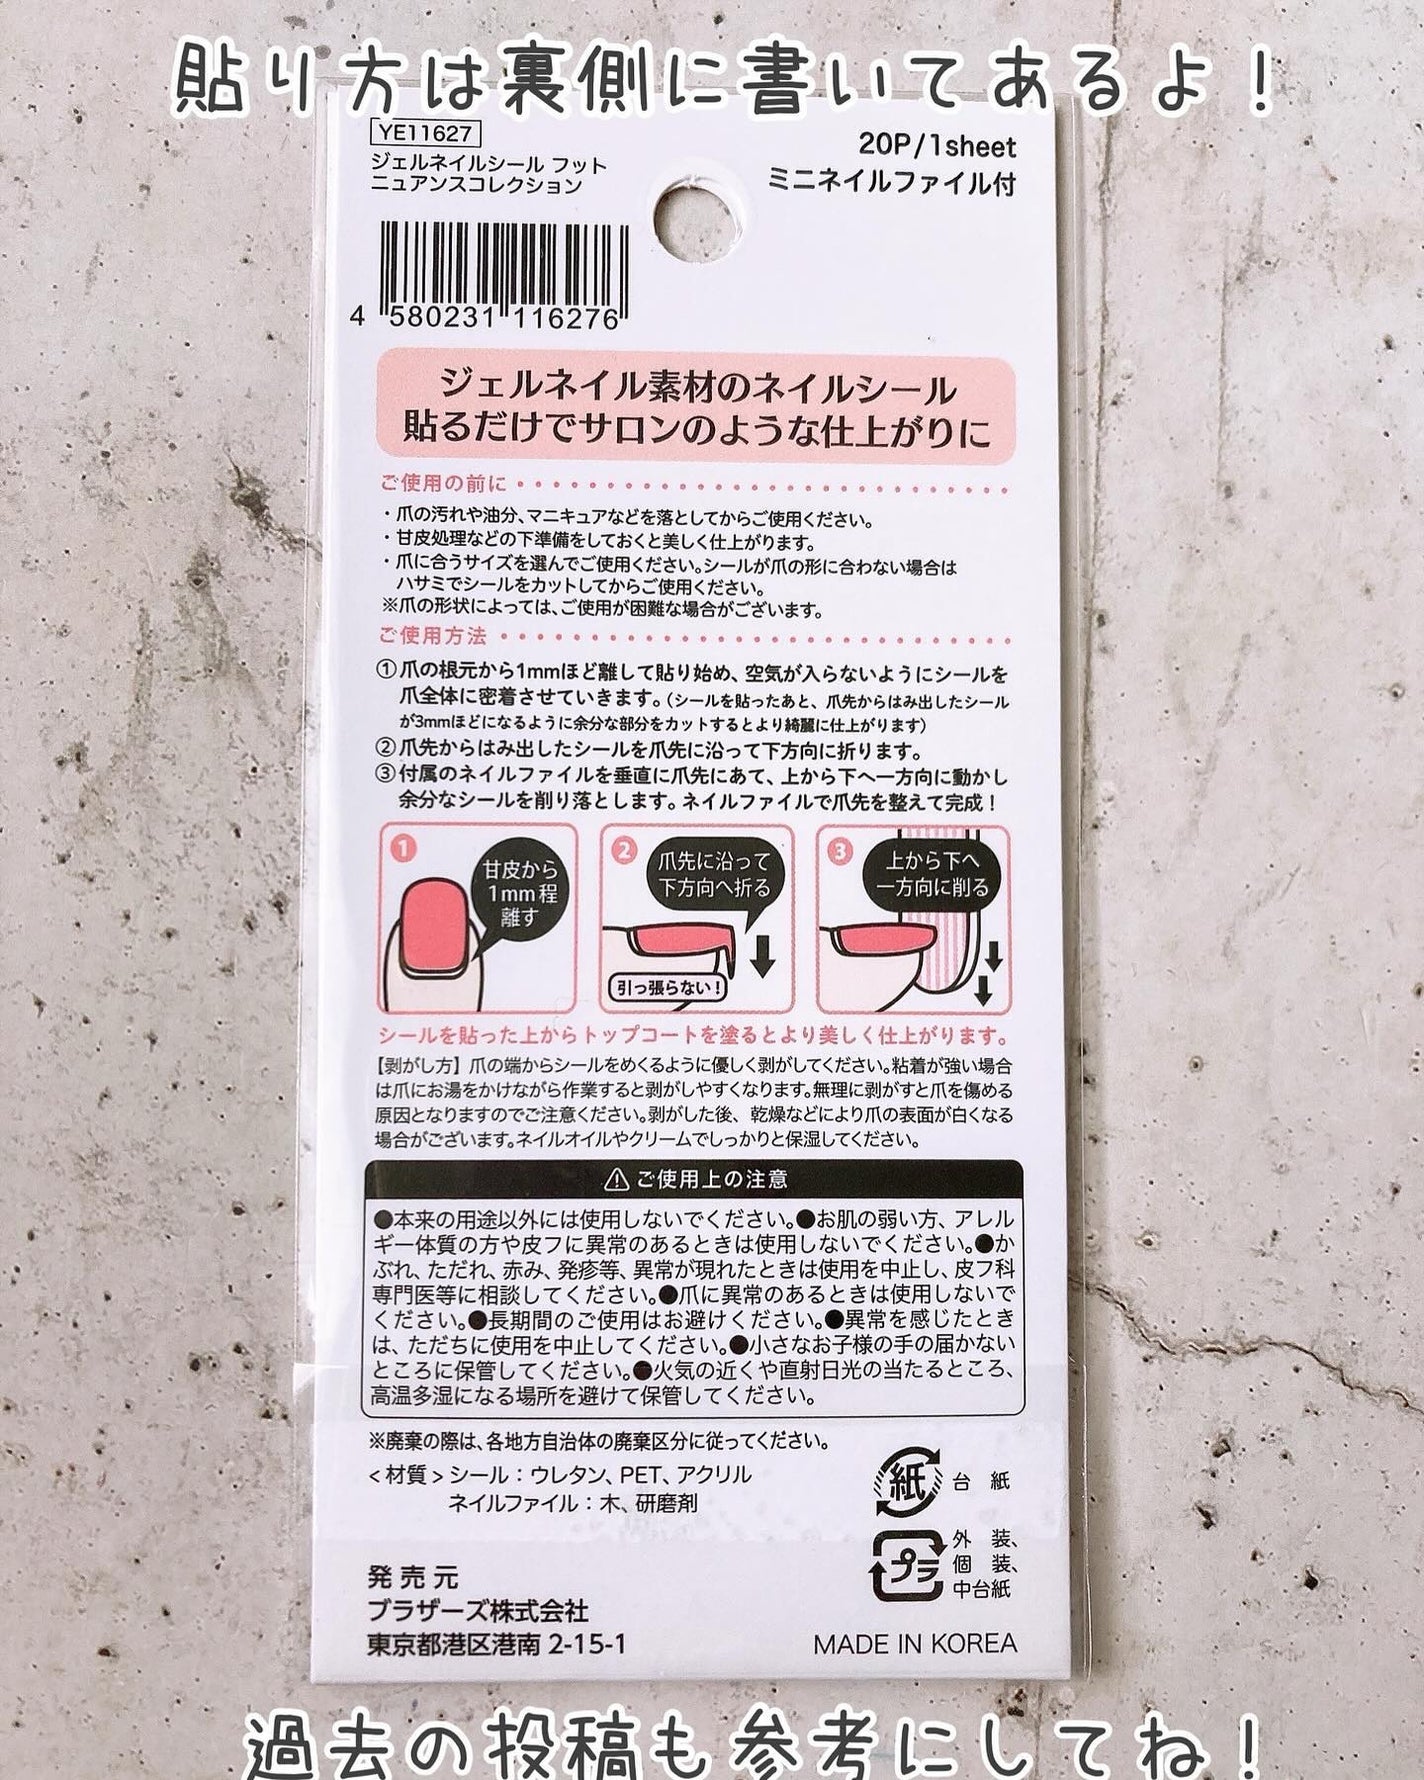 貼り方は裏側に書いてあるよ！
YE11627
ジェルネイルシール フット
ニュアンスコレクション
20P/1sheet
ミニネイルファイル付
4 580231 116276
ジェルネイル素材のネイルシール
貼るだけでサロンのような仕上がりに
ご使用の前に
・爪の汚れや油分、マニキュアなどを落としてからご使用ください。
・甘皮処理などの下準備をしておくと美しく仕上がります。
・爪に合うサイズを選んでご使用ください。シールが爪の形に合わない場合は
ハサミでシールをカットしてからご使用ください。
※爪の形状によっては、ご使用が困難な場合がございます。
ご使用方法
①爪の根元から1mmほど離して貼り始め、空気が入らないようにシールを
爪全体に密着させていきます。(シールを貼ったあと、爪先からはみ出したシール
が3mmほどになるように余分な部分をカットするとより綺麗に仕上がります)
②爪先からはみ出したシールを爪先に沿って下方向に折ります。
③付属のネイルファイルを垂直に爪先にあて、上から下へ一方向に動かし
余分なシールを削り落とします。ネイルファイルで爪先を整えて完成！
1
甘皮から
1mm程
離す
2
爪先に沿って
下方向へ折る
引っ張らない！
3
上から下へ
一方向に削る
シールを貼った上からトップコートを塗るとより美しく仕上がります。
【剥がし方】爪の端からシールをめくるように優しく剥がしてください。粘着が強い場合
は爪にお湯をかけながら作業すると剥がしやすくなります。無理に剥がすと爪を傷める
原因となりますのでご注意ください。剥がした後、乾燥などにより爪の表面が白くなる
場合がございます。ネイルオイルやクリームでしっかりと保湿してください。
⚠ご使用上の注意
●本来の用途以外には使用しないでください。●お肌の弱い方、アレル
ギー体質の方や皮フに異常のあるときは使用しないでください。●か
ぶれ、ただれ、赤み、発疹等、異常が現れたときは使用を中止し、皮フ科
専門医等に相談してください。●爪に異常のあるときは使用しないで
ください。●長期間のご使用はお避けください。●異常を感じたとき
は、ただちに使用を中止してください。●小さなお子様の手の届かない
ところに保管してください。●火気の近くや直射日光の当たるところ、
高温多湿になる場所を避けて保管してください。
※廃棄の際は、各地方自治体の廃棄区分に従ってください。
<材質>シール：ウレタン、PET、アクリル
ネイルファイル：木、研磨剤
紙
台 紙
プラ
外 装、
個 装、
中台紙
発売元
ブラザーズ株式会社
東京都港区港南 2-15-1
MADE IN KOREA
過去の投稿も参考にしてね！